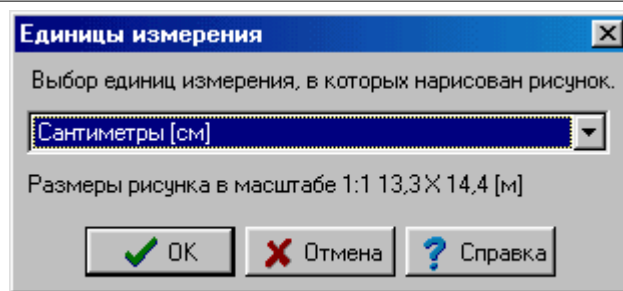 Единицы измерения
Выбор единиц измерения, в которых нарисован рисунок.
Сантиметры [см]
Размеры рисунка в масштабе 1:1 13,3 X 14,4 [м]
OK Отмена ? Справка